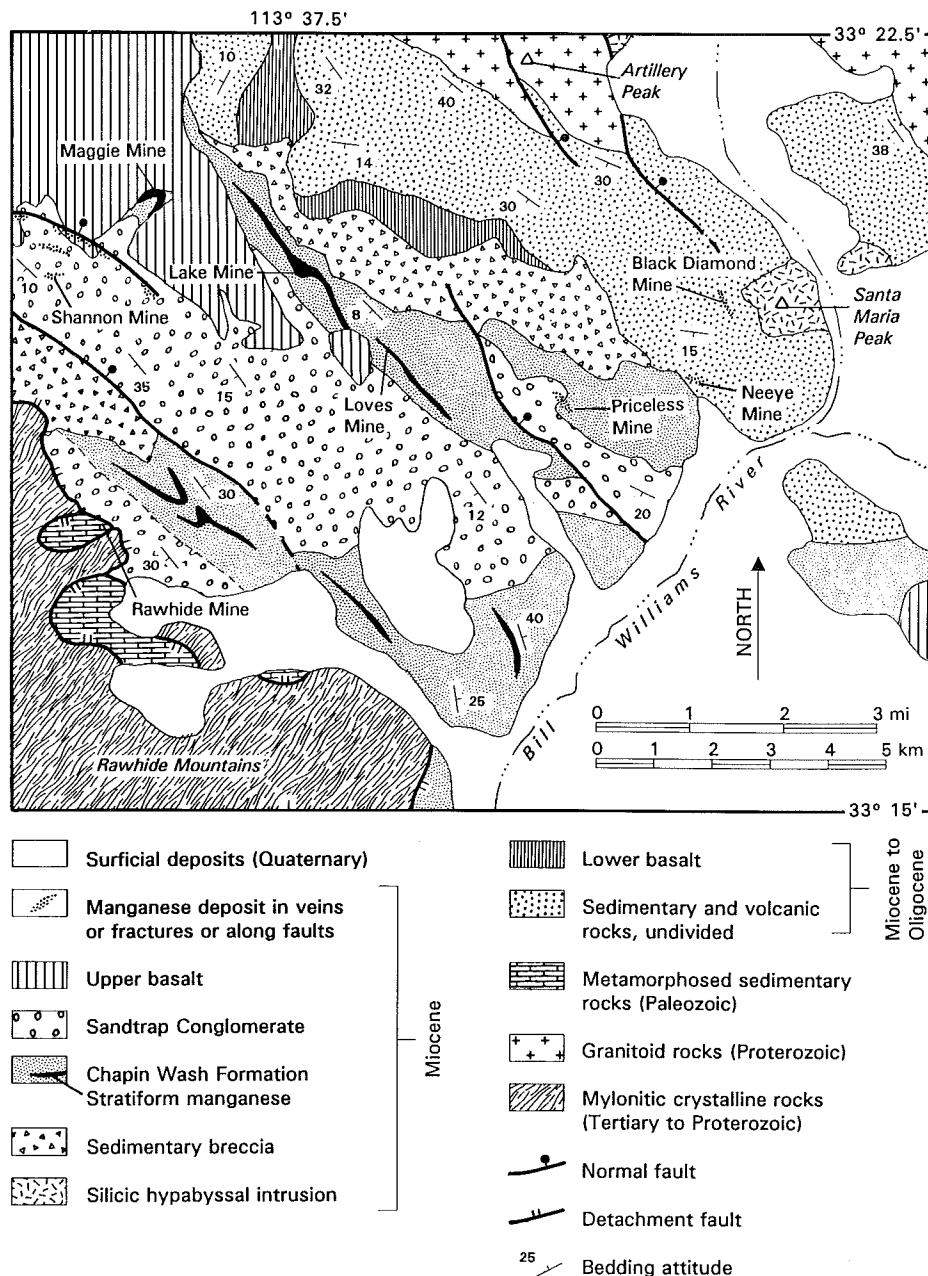 113° 37.5'
33° 22.5'
10
32
40
Artillery
Peak
38
Maggie Mine
14
30
30
Lake Mine
Black Diamond
Mine
10
Shannon Mine
8
Santa
Maria
Peak
35
15
15
Loves
Mine
Priceless
Mine
Neeye
Mine
30
12
20
30
Rawhide Mine
40
25
Bill Williams River
NORTH
0 1 2 3 mi
0 1 2 3 4 5 km
Rawhide Mountains
33° 15'
Surficial deposits (Quaternary)
Manganese deposit in veins
or fractures or along faults
Upper basalt
Sandtrap Conglomerate
Chapin Wash Formation
Stratiform manganese
Sedimentary breccia
Silicic hypabyssal intrusion
Miocene
Lower basalt
Sedimentary and volcanic
rocks, undivided
Miocene to
Oligocene
Metamorphosed sedimentary
rocks (Paleozoic)
Granitoid rocks (Proterozoic)
Mylonitic crystalline rocks
(Tertiary to Proterozoic)
Normal fault
Detachment fault
25 Bedding attitude